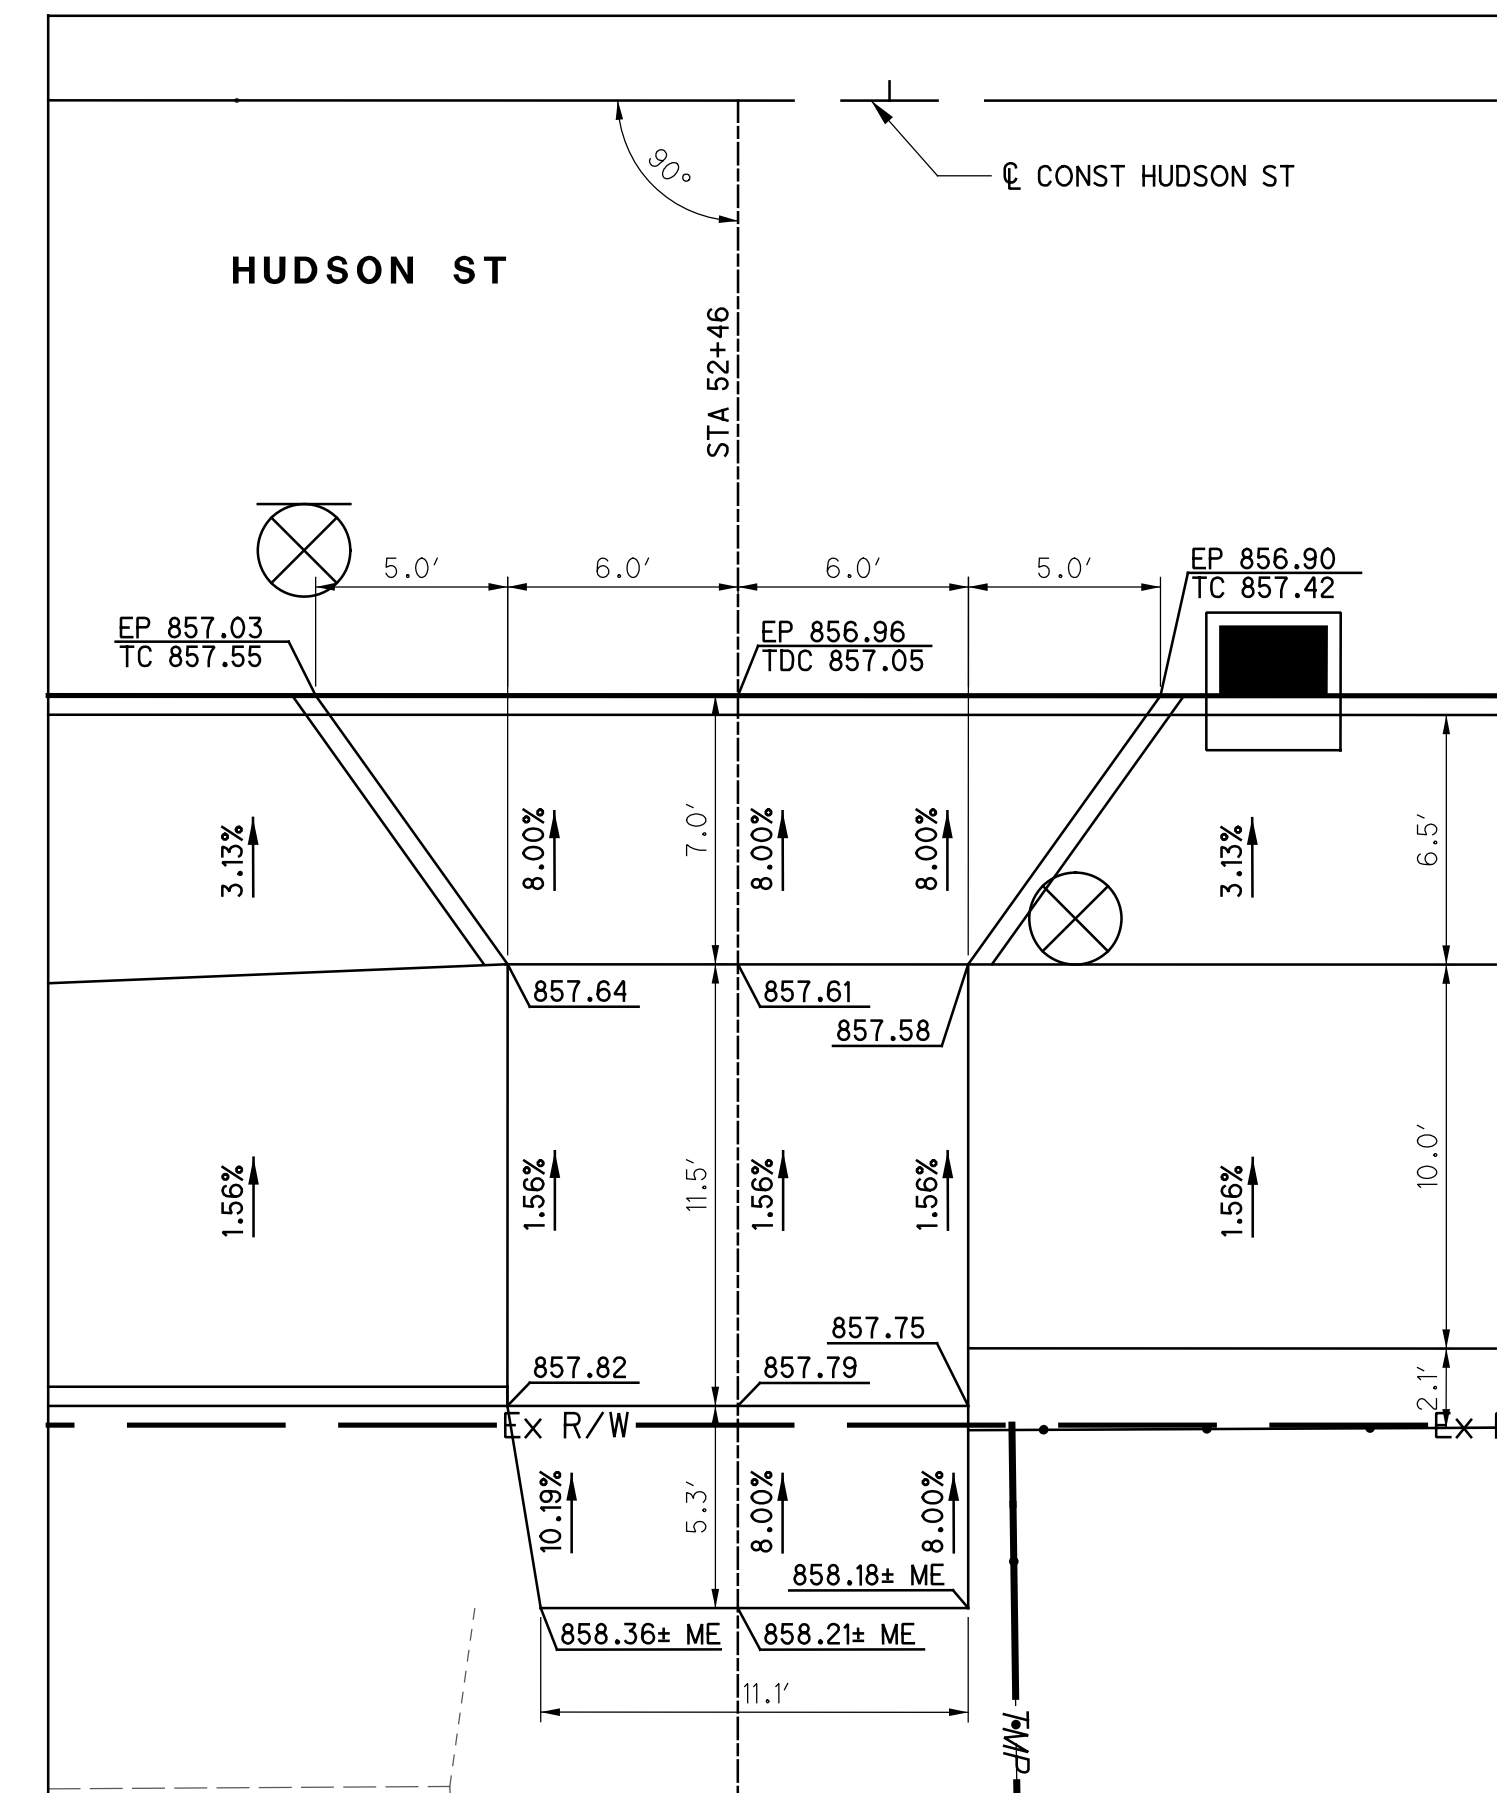 90°
℄ CONST HUDSON ST
HUDSON ST
STA 52+46
5.0′
6.0′
6.0′
5.0′
EP 856.90
TC 857.42
EP 857.03
TC 857.55
EP 856.96
TDC 857.05
3.13%
8.00%
7.0′
8.00%
8.00%
3.13%
6.5′
857.64
857.61
857.58
1.56%
1.56%
11.5′
1.56%
1.56%
1.56%
10.0′
857.75
857.82
857.79
2.1′
Ex R/W
Ex
10.19%
5.3′
8.00%
8.00%
858.18± ME
858.36± ME
858.21± ME
11.1′
TMP